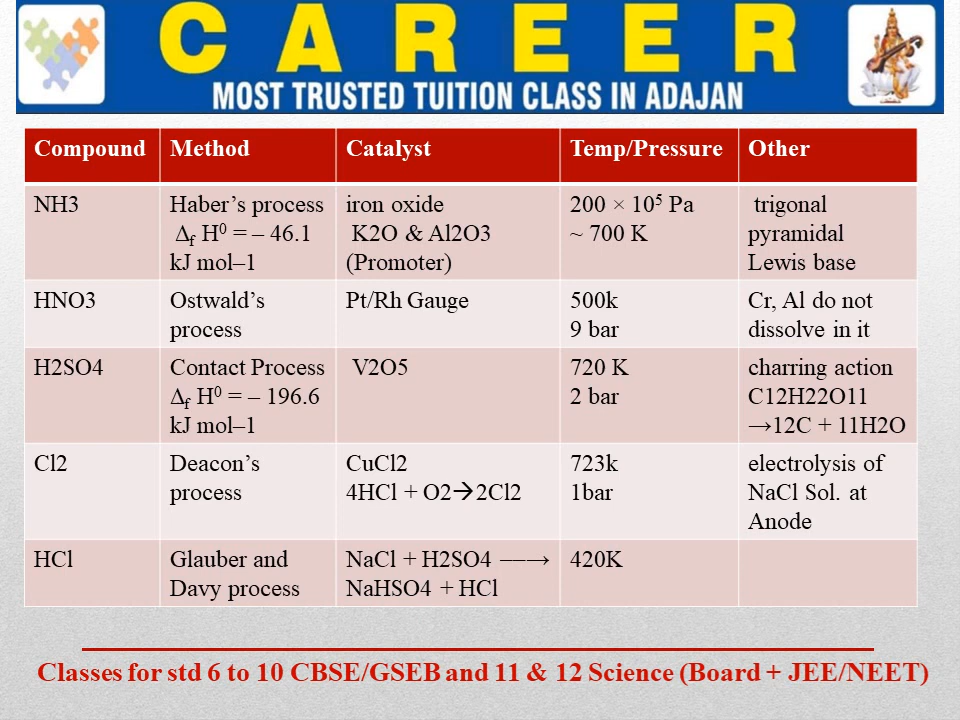 CAREER
MOST TRUSTED TUITION CLASS IN ADAJAN
Compound Method Catalyst Temp/Pressure Other
NH3
Haber’s process
Δf H⁰ = – 46.1
kJ mol–1
iron oxide
K2O & Al2O3
(Promoter)
200 × 10⁵ Pa
~ 700 K
trigonal
pyramidal
Lewis base
HNO3
Ostwald’s
process
Pt/Rh Gauge
500k
9 bar
Cr, Al do not
dissolve in it
H2SO4
Contact Process
Δf H⁰ = – 196.6
kJ mol–1
V2O5
720 K
2 bar
charring action
C12H22O11
→12C + 11H2O
Cl2
Deacon’s
process
CuCl2
4HCl + O2→2Cl2
723k
1bar
electrolysis of
NaCl Sol. at
Anode
HCl
Glauber and
Davy process
NaCl + H2SO4 ––→
NaHSO4 + HCl
420K
Classes for std 6 to 10 CBSE/GSEB and 11 & 12 Science (Board + JEE/NEET)